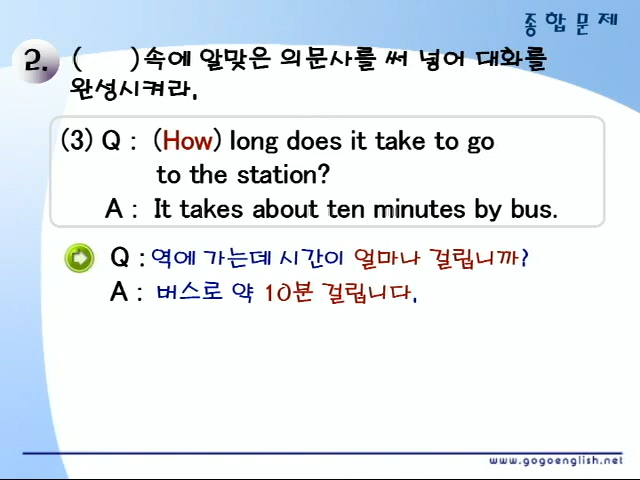 종합문제
2. (      )속에 알맞은 의문사를 써 넣어 대화를
완성시켜라.
(3) Q : (How) long does it take to go
to the station?
A : It takes about ten minutes by bus.
Q : 역에 가는데 시간이 얼마나 걸립니까?
A : 버스로 약 10분 걸립니다.
www.gogoenglish.net